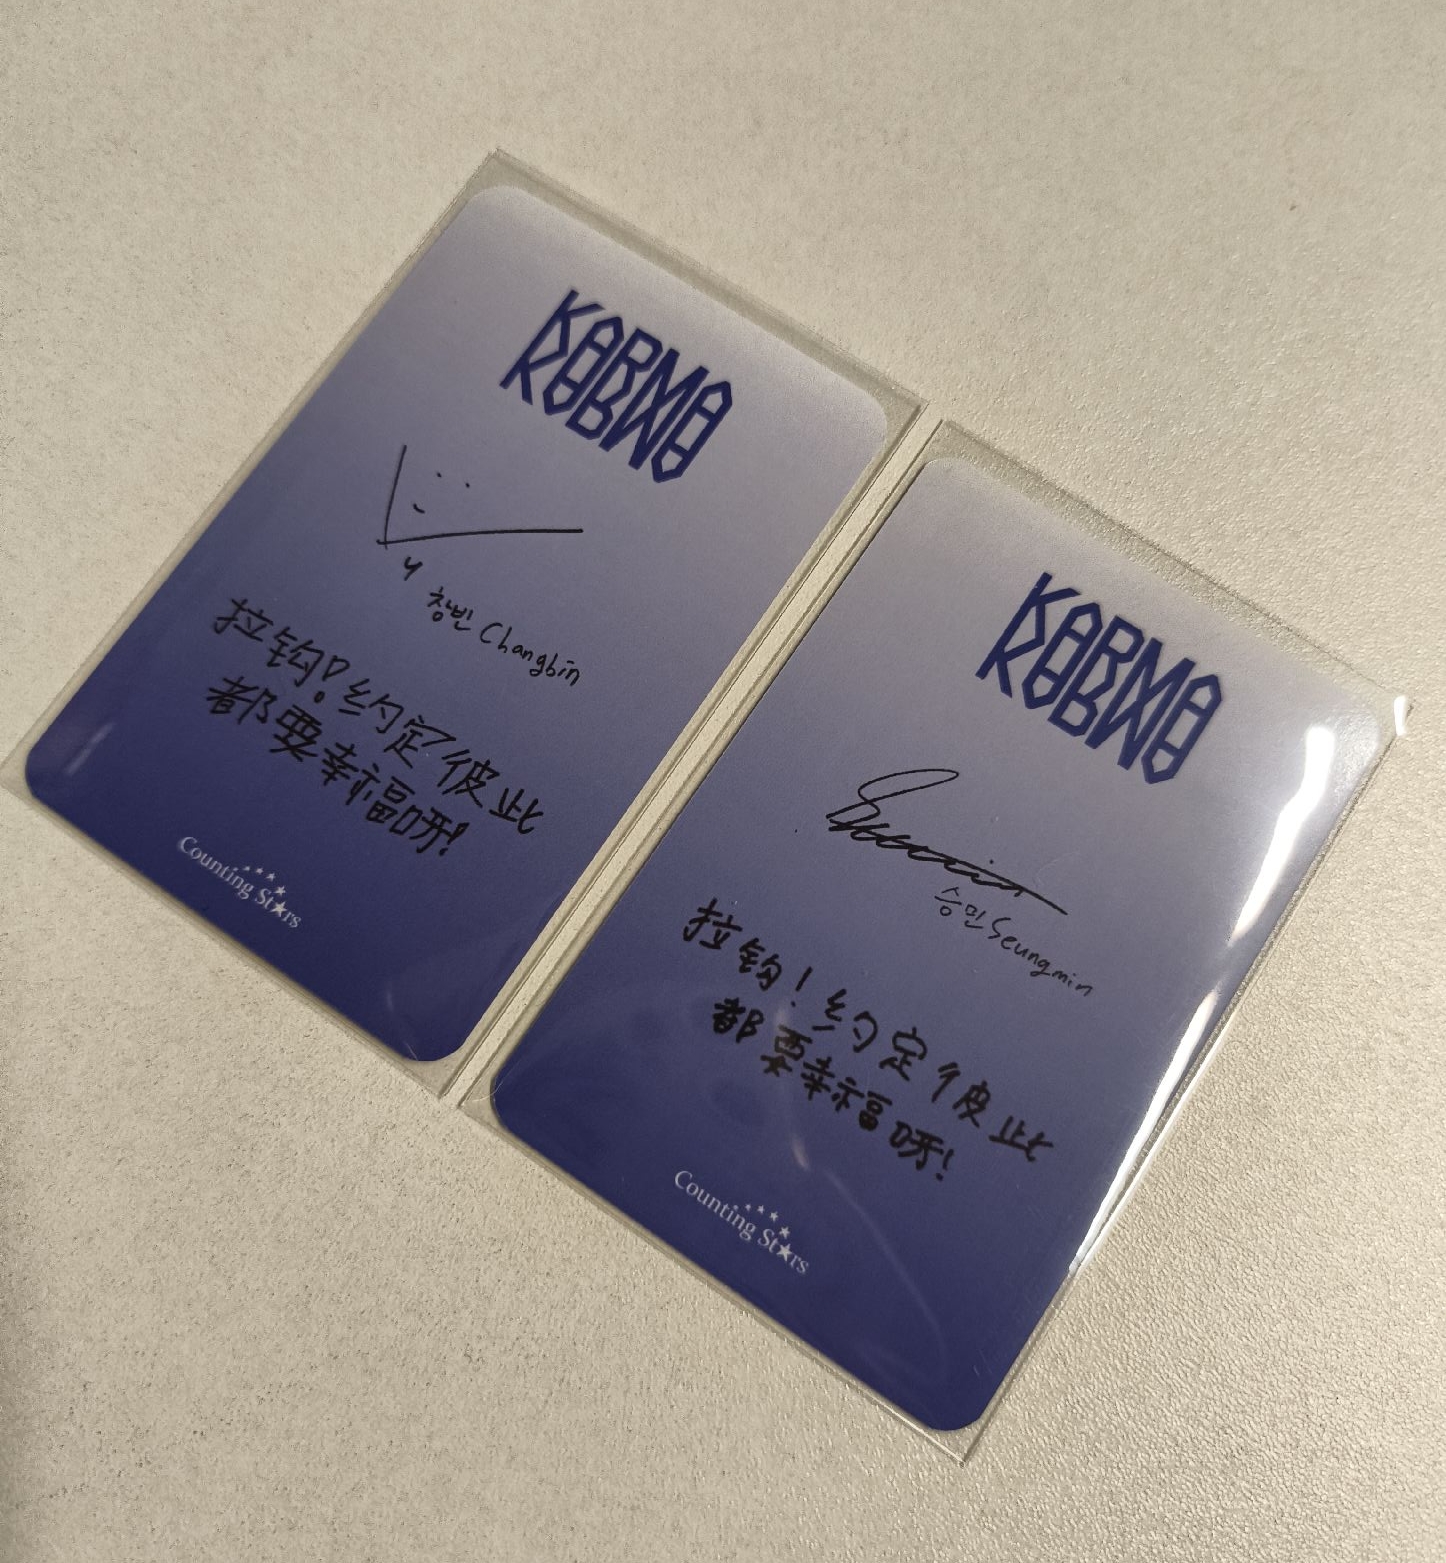 KARMA
창빈 Changbin
拉钩! 约定彼此
都要幸福呀!
Counting Stars
KARMA
승민 Seungmin
拉钩! 约定彼此
都要幸福呀!
Counting Stars